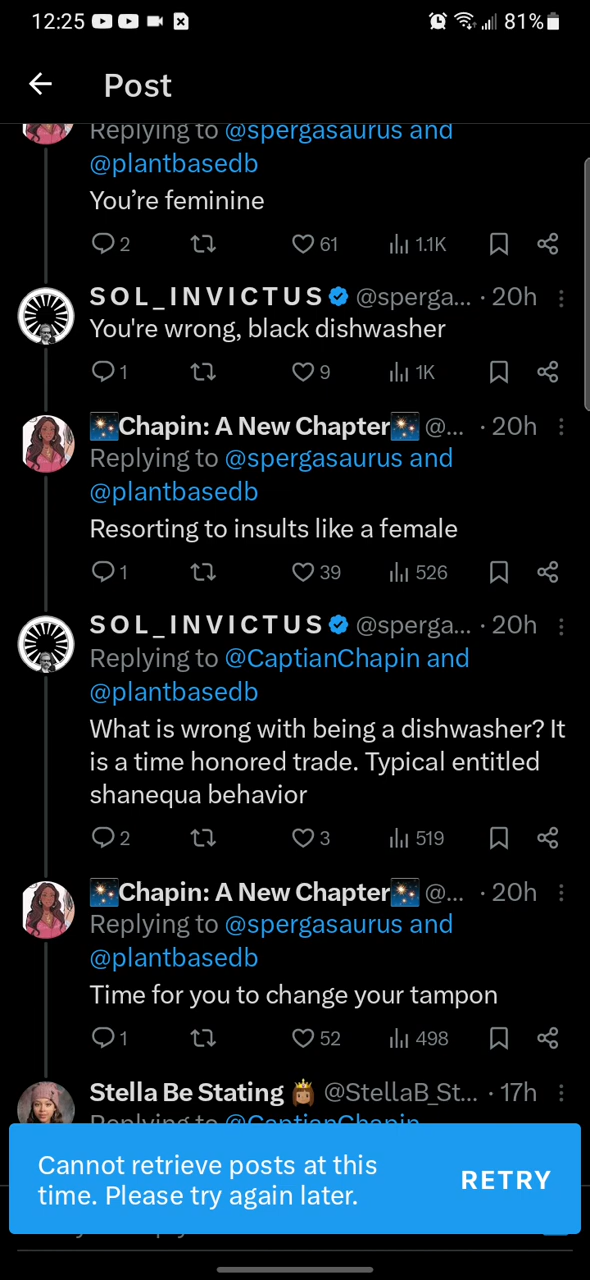 12:25
81%
Post
Replying to @spergasaurus and
@plantbasedb
You’re feminine
2 61 1.1K
SOL_INVICTUS @sperga... · 20h
You're wrong, black dishwasher
1 9 1K
Chapin: A New Chapter @... · 20h
Replying to @spergasaurus and
@plantbasedb
Resorting to insults like a female
1 39 526
SOL_INVICTUS @sperga... · 20h
Replying to @CaptianChapin and
@plantbasedb
What is wrong with being a dishwasher? It
is a time honored trade. Typical entitled
shanequa behavior
2 3 519
Chapin: A New Chapter @... · 20h
Replying to @spergasaurus and
@plantbasedb
Time for you to change your tampon
1 52 498
Stella Be Stating @StellaB_St... · 17h
Replying to @CaptianChapin
Cannot retrieve posts at this
time. Please try again later.
RETRY